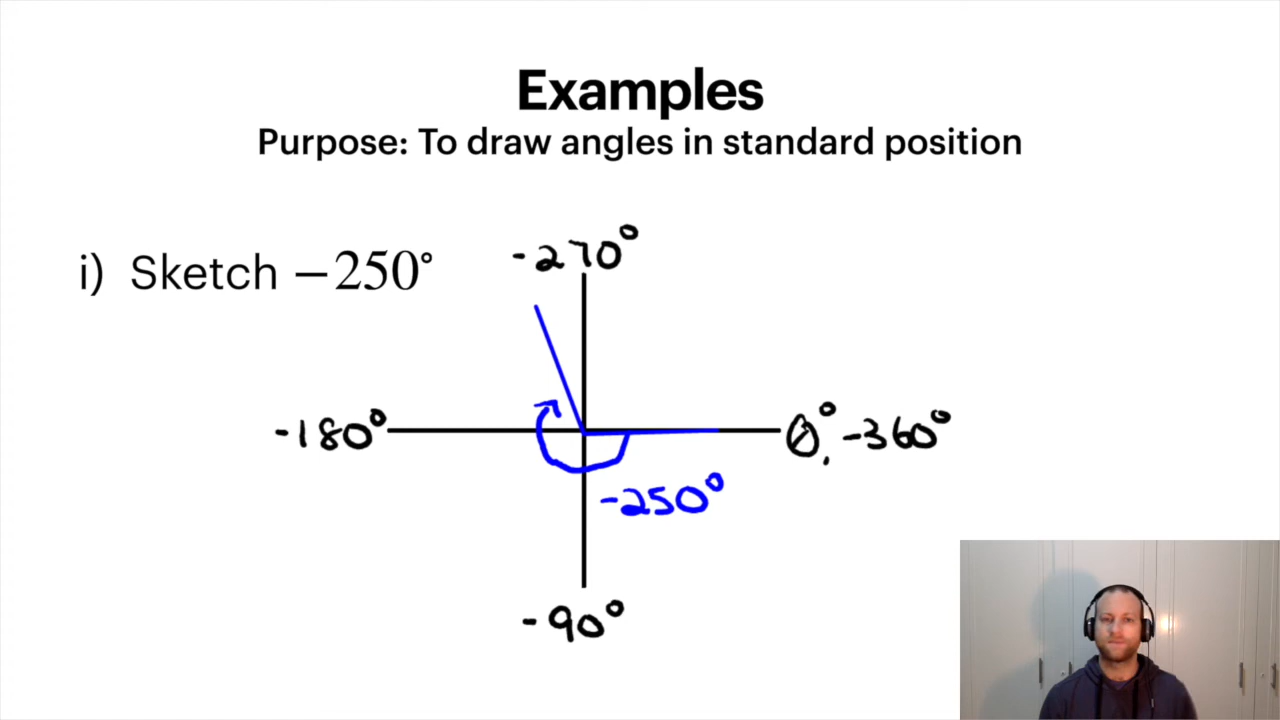 Examples
Purpose: To draw angles in standard position
i) Sketch −250°
-270°
-180°
0°, -360°
-250°
-90°